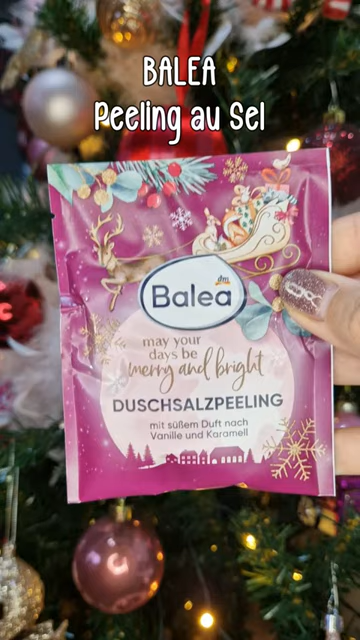 BALEA
Peeling au Sel
dm
Balea
may your
days be
merry and bright
DUSCHSALZPEELING
mit süßem Duft nach
Vanille und Karamell